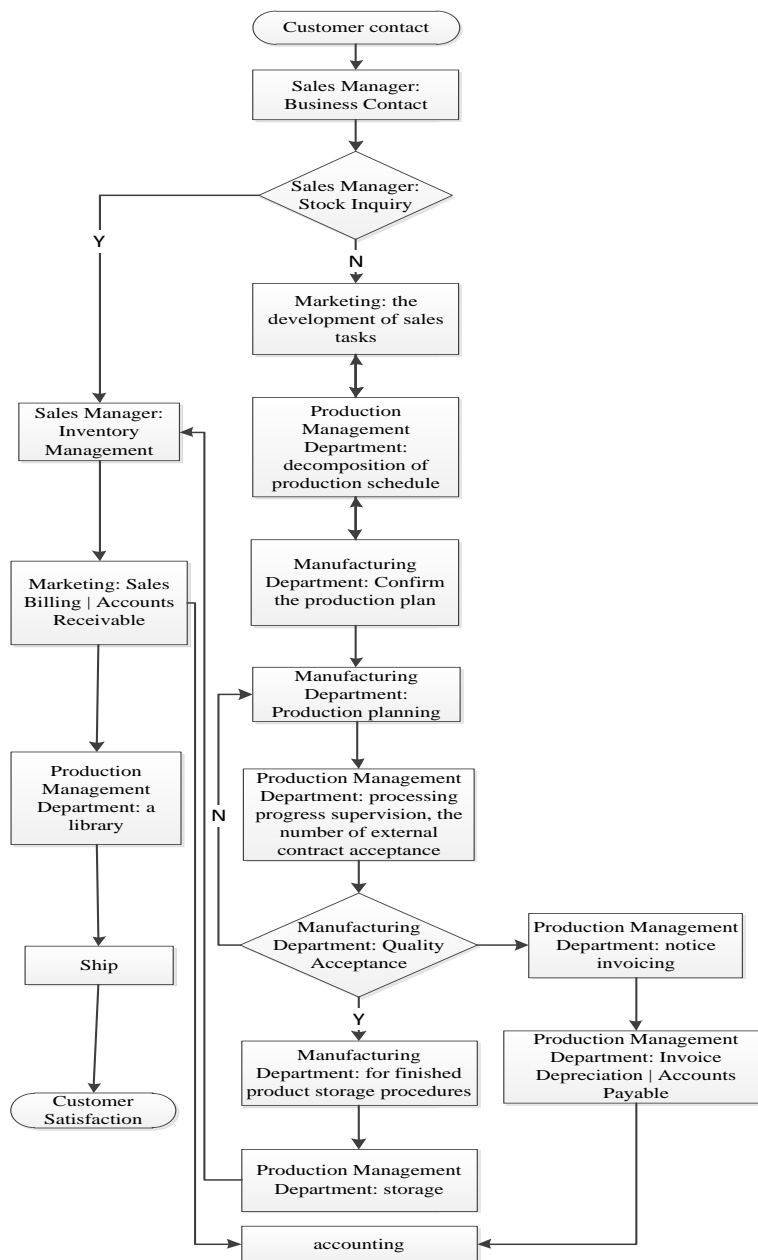 Customer contact
Sales Manager:
Business Contact
Sales Manager:
Stock Inquiry
Y
N
Marketing: the
development of sales
tasks
Sales Manager:
Inventory
Management
Production
Management
Department:
decomposition of
production schedule
Marketing: Sales
Billing | Accounts
Receivable
Manufacturing
Department: Confirm
the production plan
Manufacturing
Department:
Production planning
Production
Management
Department: a
library
N
Production Management
Department: processing
progress supervision, the
number of external
contract acceptance
Manufacturing
Department: Quality
Acceptance
Production Management
Department: notice
invoicing
Ship
Y
Manufacturing
Department: for finished
product storage procedures
Production Management
Department: Invoice
Depreciation | Accounts
Payable
Customer
Satisfaction
Production Management
Department: storage
accounting